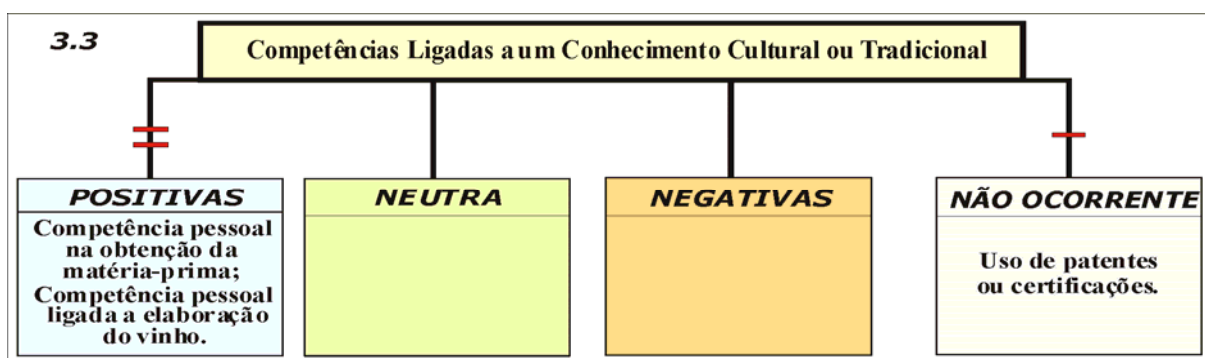 3.3
Competências Ligadas a um Conhecimento Cultural ou Tradicional
POSITIVAS
Competência pessoal
na obtenção da
matéria-prima;
Competência pessoal
ligada a elaboração
do vinho.
NEUTRA
NEGATIVAS
NÃO OCORRENTE
Uso de patentes
ou certificações.